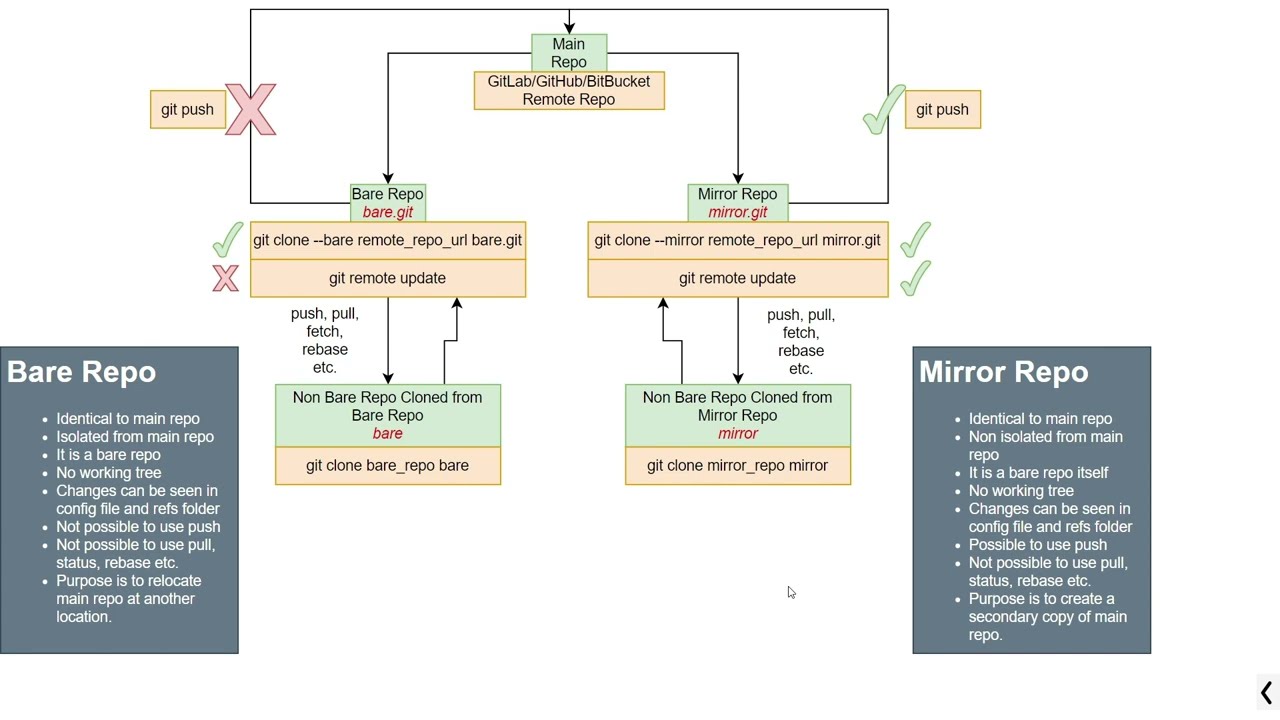 Main
Repo
GitLab/GitHub/BitBucket
Remote Repo
git push
git push
Bare Repo
bare.git
git clone --bare remote_repo_url bare.git
git remote update
Mirror Repo
mirror.git
git clone --mirror remote_repo_url mirror.git
git remote update
push, pull,
fetch,
rebase
etc.
push, pull,
fetch,
rebase
etc.
Non Bare Repo Cloned from
Bare Repo
bare
git clone bare_repo bare
Non Bare Repo Cloned from
Mirror Repo
mirror
git clone mirror_repo mirror
Bare Repo
• Identical to main repo
• Isolated from main repo
• It is a bare repo
• No working tree
• Changes can be seen in
config file and refs folder
• Not possible to use push
• Not possible to use pull,
status, rebase etc.
• Purpose is to relocate
main repo at another
location.
Mirror Repo
• Identical to main repo
• Non isolated from main
repo
• It is a bare repo itself
• No working tree
• Changes can be seen in
config file and refs folder
• Possible to use push
• Not possible to use pull,
status, rebase etc.
• Purpose is to create a
secondary copy of main
repo.